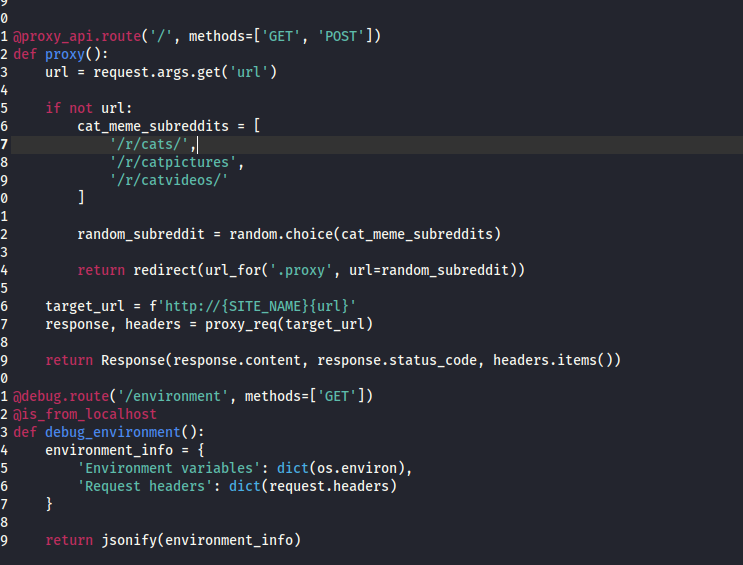 9
0
1 @proxy_api.route('/', methods=['GET', 'POST'])
2 def proxy():
3     url = request.args.get('url')
4
5     if not url:
6         cat_meme_subreddits = [
7             '/r/cats/',
8             '/r/catpictures',
9             '/r/catvideos/'
0         ]
1
2         random_subreddit = random.choice(cat_meme_subreddits)
3
4         return redirect(url_for('.proxy', url=random_subreddit))
5
6     target_url = f'http://{SITE_NAME}{url}'
7     response, headers = proxy_req(target_url)
8
9     return Response(response.content, response.status_code, headers.items())
0
1 @debug.route('/environment', methods=['GET'])
2 @is_from_localhost
3 def debug_environment():
4     environment_info = {
5         'Environment variables': dict(os.environ),
6         'Request headers': dict(request.headers)
7     }
8
9     return jsonify(environment_info)